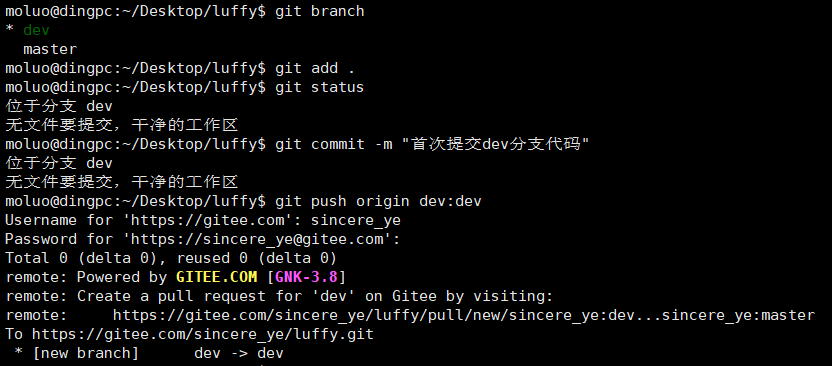 moluo@dingpc:~/Desktop/luffy$ git branch
* dev
  master
moluo@dingpc:~/Desktop/luffy$ git add .
moluo@dingpc:~/Desktop/luffy$ git status
位于分支 dev
无文件要提交，干净的工作区
moluo@dingpc:~/Desktop/luffy$ git commit -m "首次提交dev分支代码"
位于分支 dev
无文件要提交，干净的工作区
moluo@dingpc:~/Desktop/luffy$ git push origin dev:dev
Username for 'https://gitee.com': sincere_ye
Password for 'https://sincere_ye@gitee.com':
Total 0 (delta 0), reused 0 (delta 0)
remote: Powered by GITEE.COM [GNK-3.8]
remote: Create a pull request for 'dev' on Gitee by visiting:
remote:     https://gitee.com/sincere_ye/luffy/pull/new/sincere_ye:dev...sincere_ye:master
To https://gitee.com/sincere_ye/luffy.git
 * [new branch]      dev -> dev